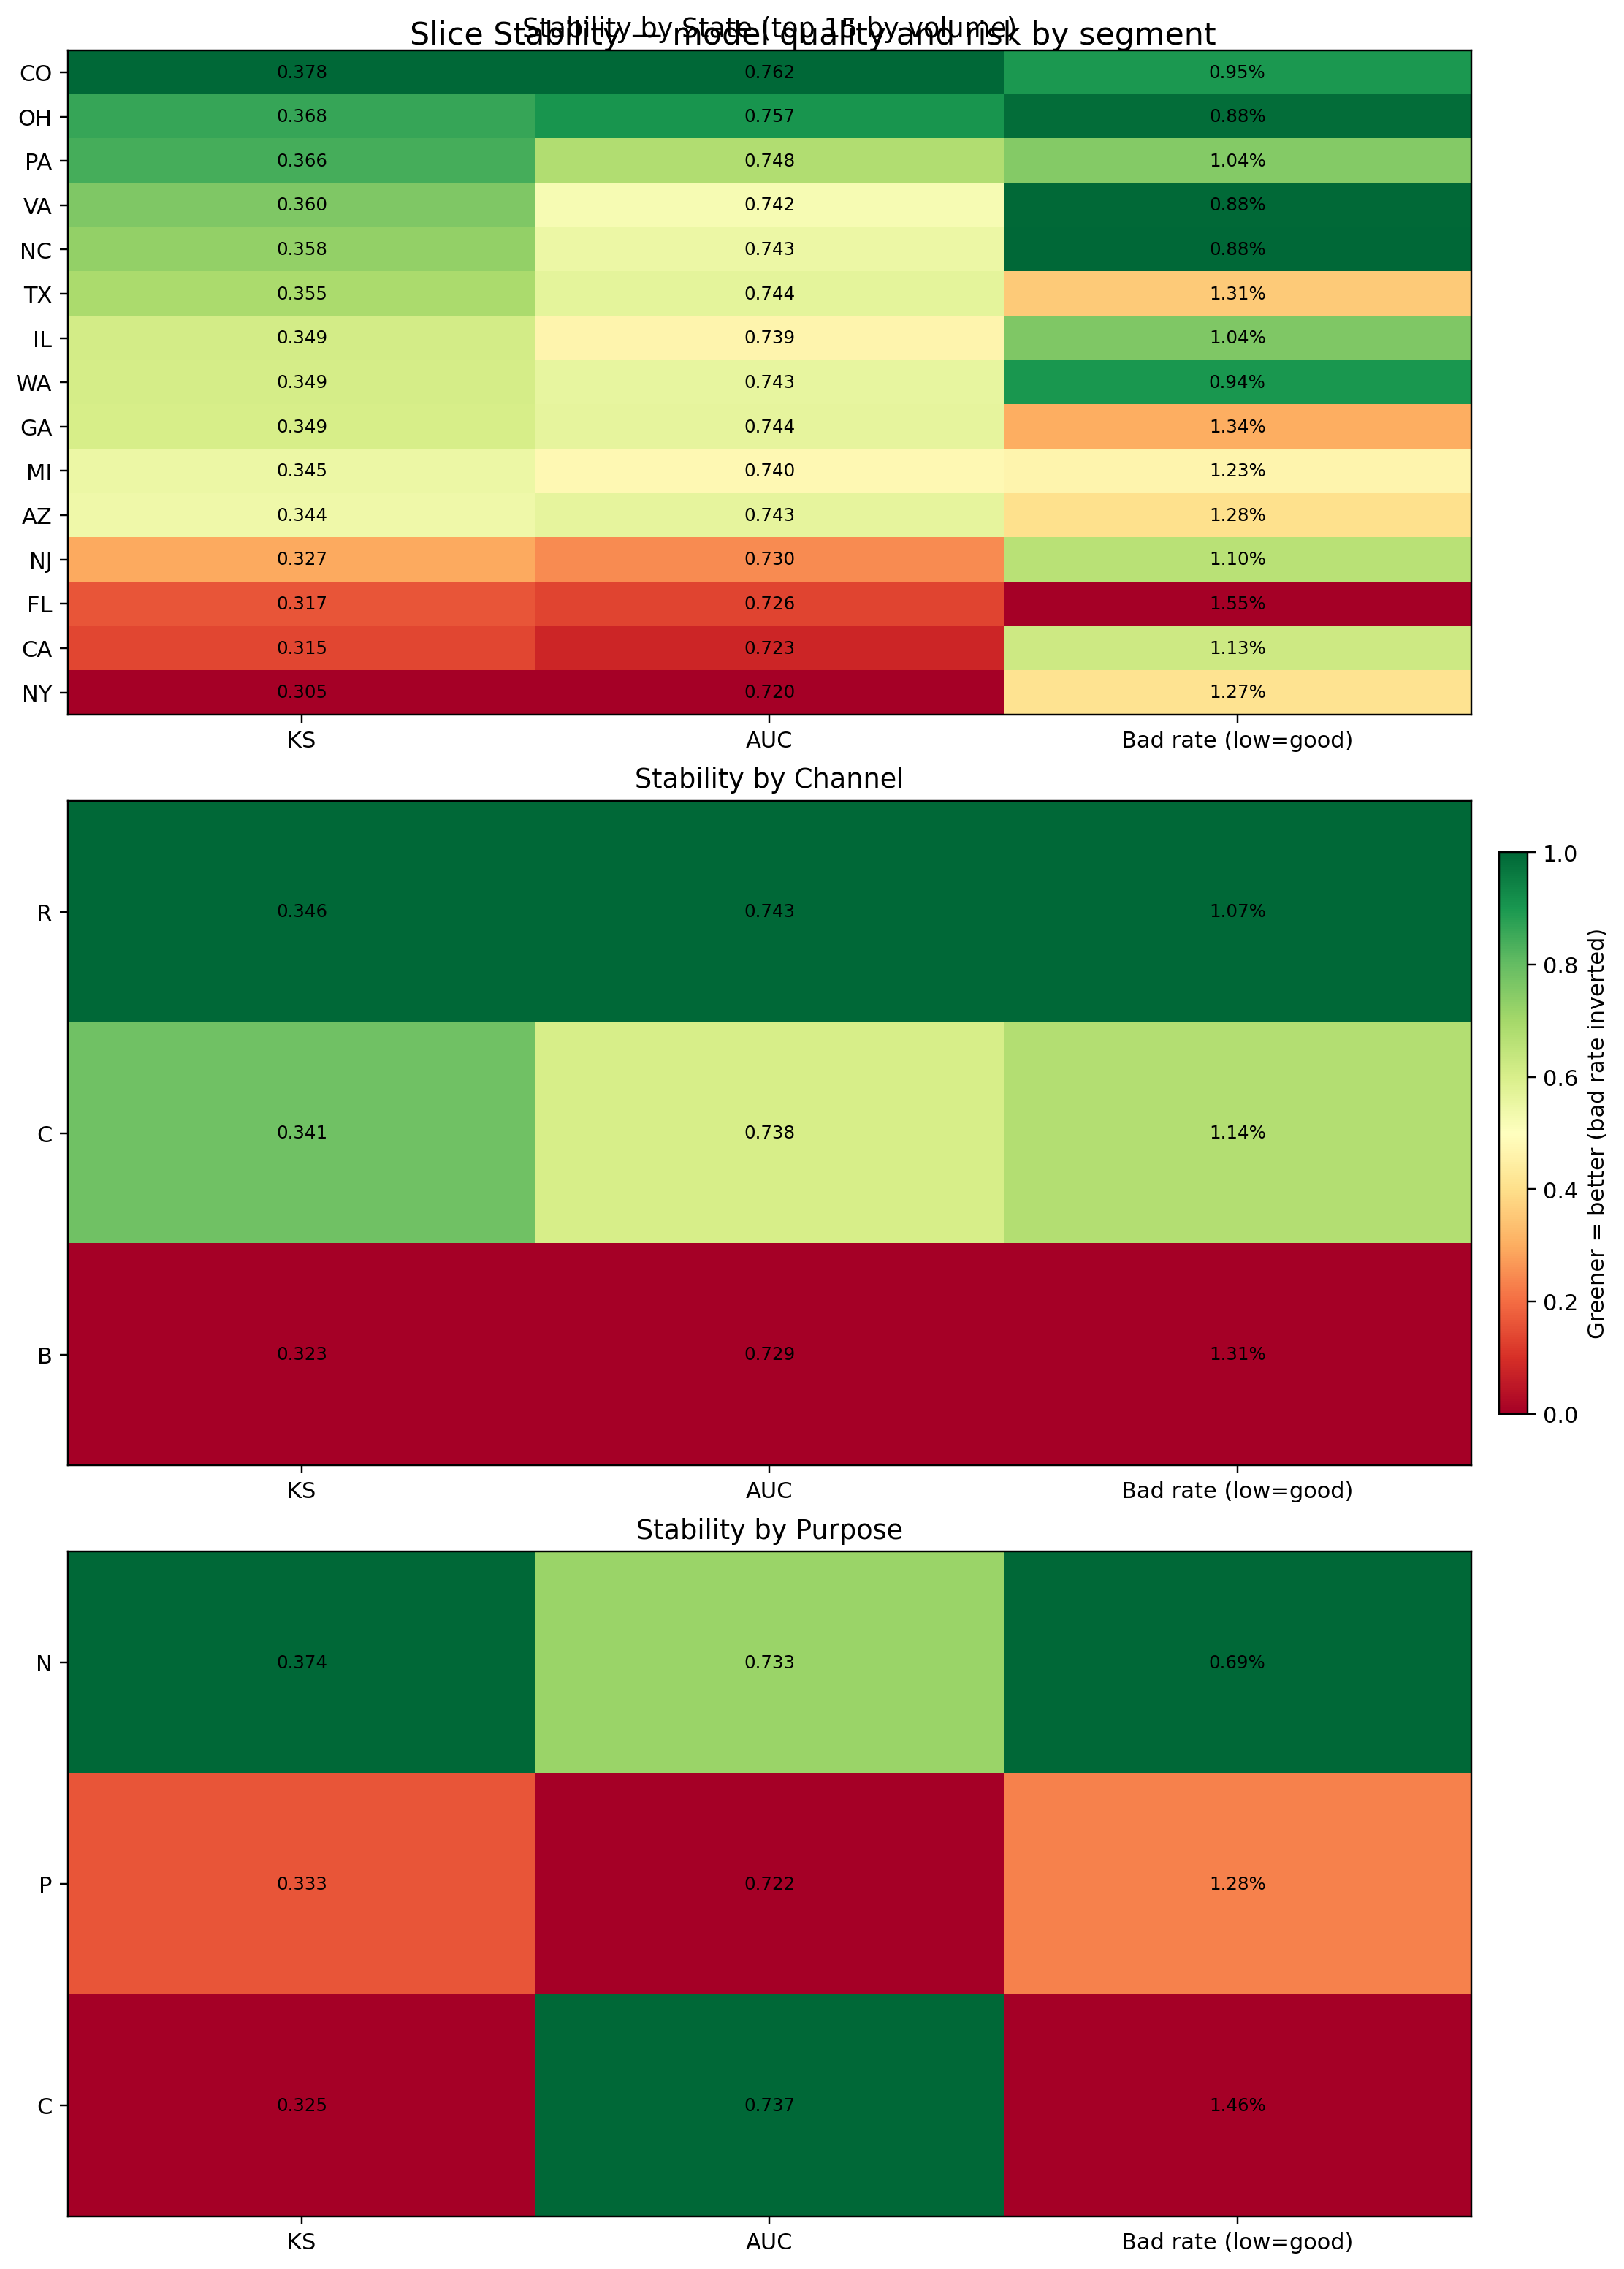 Stability by State (top 15 by volume)
Slice Stability — model quality and risk by segment
CO 0.378 0.762 0.95%
OH 0.368 0.757 0.88%
PA 0.366 0.748 1.04%
VA 0.360 0.742 0.88%
NC 0.358 0.743 0.88%
TX 0.355 0.744 1.31%
IL 0.349 0.739 1.04%
WA 0.349 0.743 0.94%
GA 0.349 0.744 1.34%
MI 0.345 0.740 1.23%
AZ 0.344 0.743 1.28%
NJ 0.327 0.730 1.10%
FL 0.317 0.726 1.55%
CA 0.315 0.723 1.13%
NY 0.305 0.720 1.27%
KS AUC Bad rate (low=good)
Stability by Channel
R 0.346 0.743 1.07%
C 0.341 0.738 1.14%
B 0.323 0.729 1.31%
KS AUC Bad rate (low=good)
1.0
0.8
0.6
0.4
0.2
0.0
Greener = better (bad rate inverted)
Stability by Purpose
N 0.374 0.733 0.69%
P 0.333 0.722 1.28%
C 0.325 0.737 1.46%
KS AUC Bad rate (low=good)